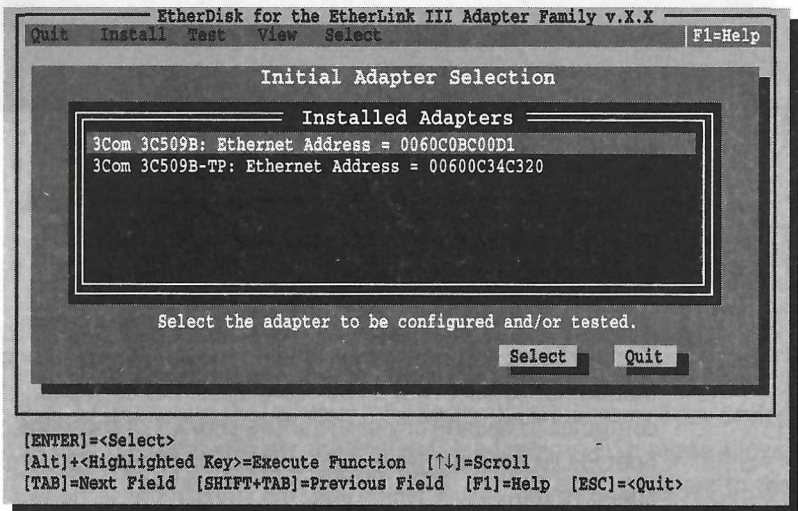 EtherDisk for the EtherLink III Adapter Family v.X.X
Quit Install Test View Select F1=Help
Initial Adapter Selection
Installed Adapters
3Com 3C509B: Ethernet Address = 0060C0BC00D1
3Com 3C509B-TP: Ethernet Address = 00600C34C320
Select the adapter to be configured and/or tested.
Select Quit
[ENTER]=<Select>
[Alt]+<Highlighted Key>=Execute Function [↑↓]=Scroll
[TAB]=Next Field [SHIFT+TAB]=Previous Field [F1]=Help [ESC]=<Quit>